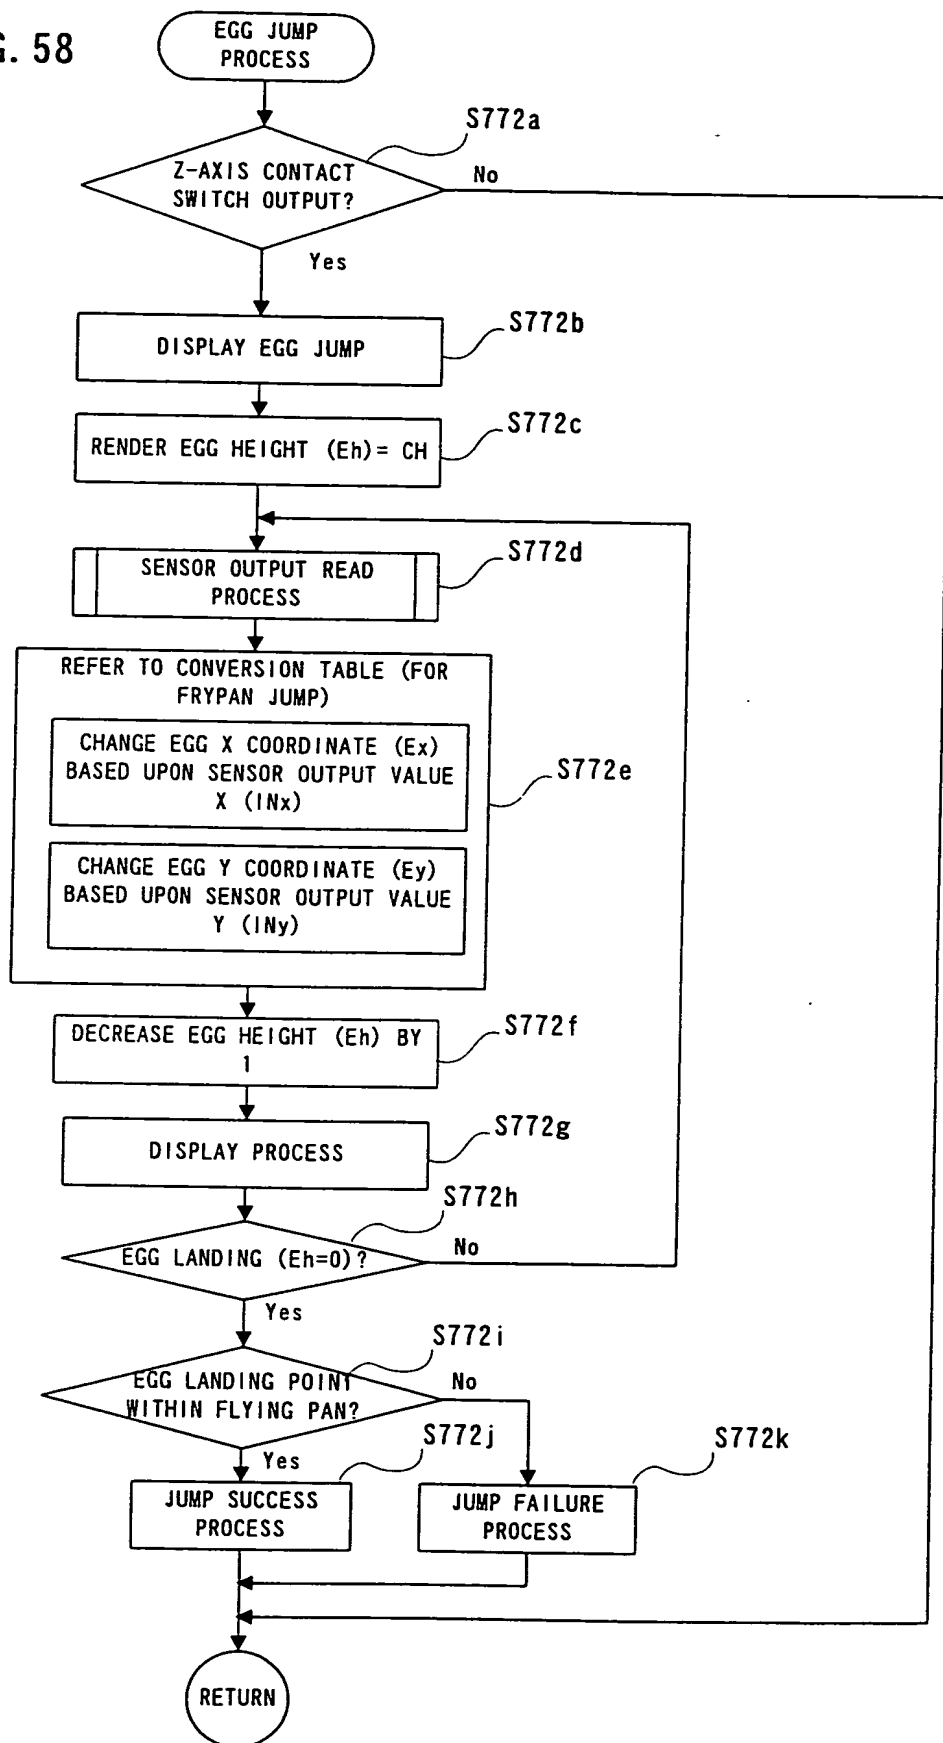 G. 58
EGG JUMP
PROCESS
S772a
Z-AXIS CONTACT
SWITCH OUTPUT?
No
Yes
S772b
DISPLAY EGG JUMP
S772c
RENDER EGG HEIGHT (Eh)= CH
S772d
SENSOR OUTPUT READ
PROCESS
REFER TO CONVERSION TABLE (FOR
FRYPAN JUMP)
CHANGE EGG X COORDINATE (Ex)
BASED UPON SENSOR OUTPUT VALUE
X (INx)
S772e
CHANGE EGG Y COORDINATE (Ey)
BASED UPON SENSOR OUTPUT VALUE
Y (INy)
S772f
DECREASE EGG HEIGHT (Eh) BY
1
S772g
DISPLAY PROCESS
S772h
EGG LANDING (Eh=0)?
No
Yes
S772i
EGG LANDING POINT
WITHIN FLYING PAN?
No
Yes
S772j
S772k
JUMP SUCCESS
PROCESS
JUMP FAILURE
PROCESS
RETURN